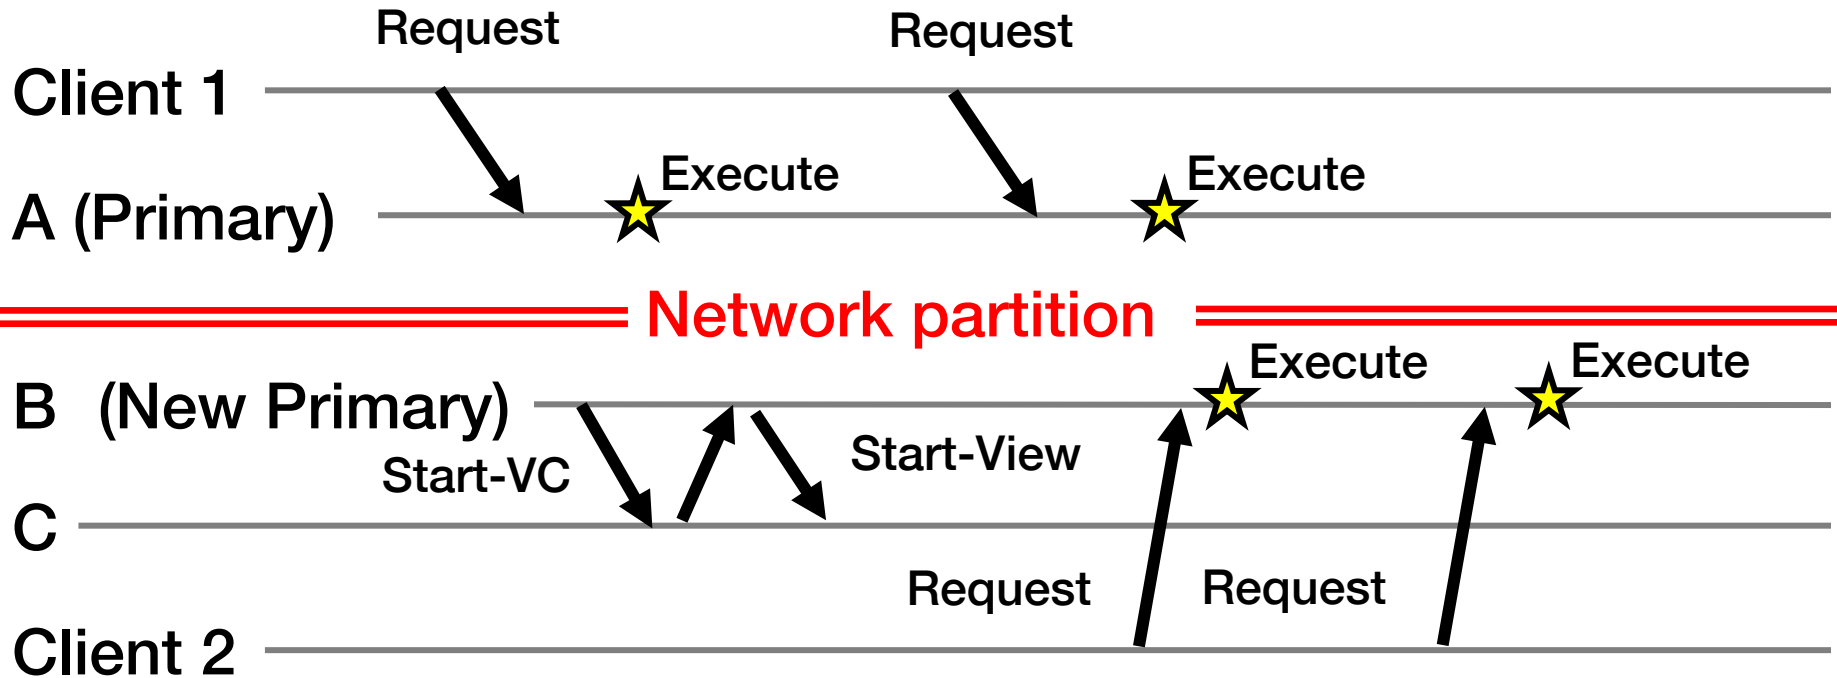 Request Request
Client 1
Execute Execute
A (Primary)
Network partition
Execute Execute
B (New Primary)
Start-View
Start-VC
C
Request Request
Client 2